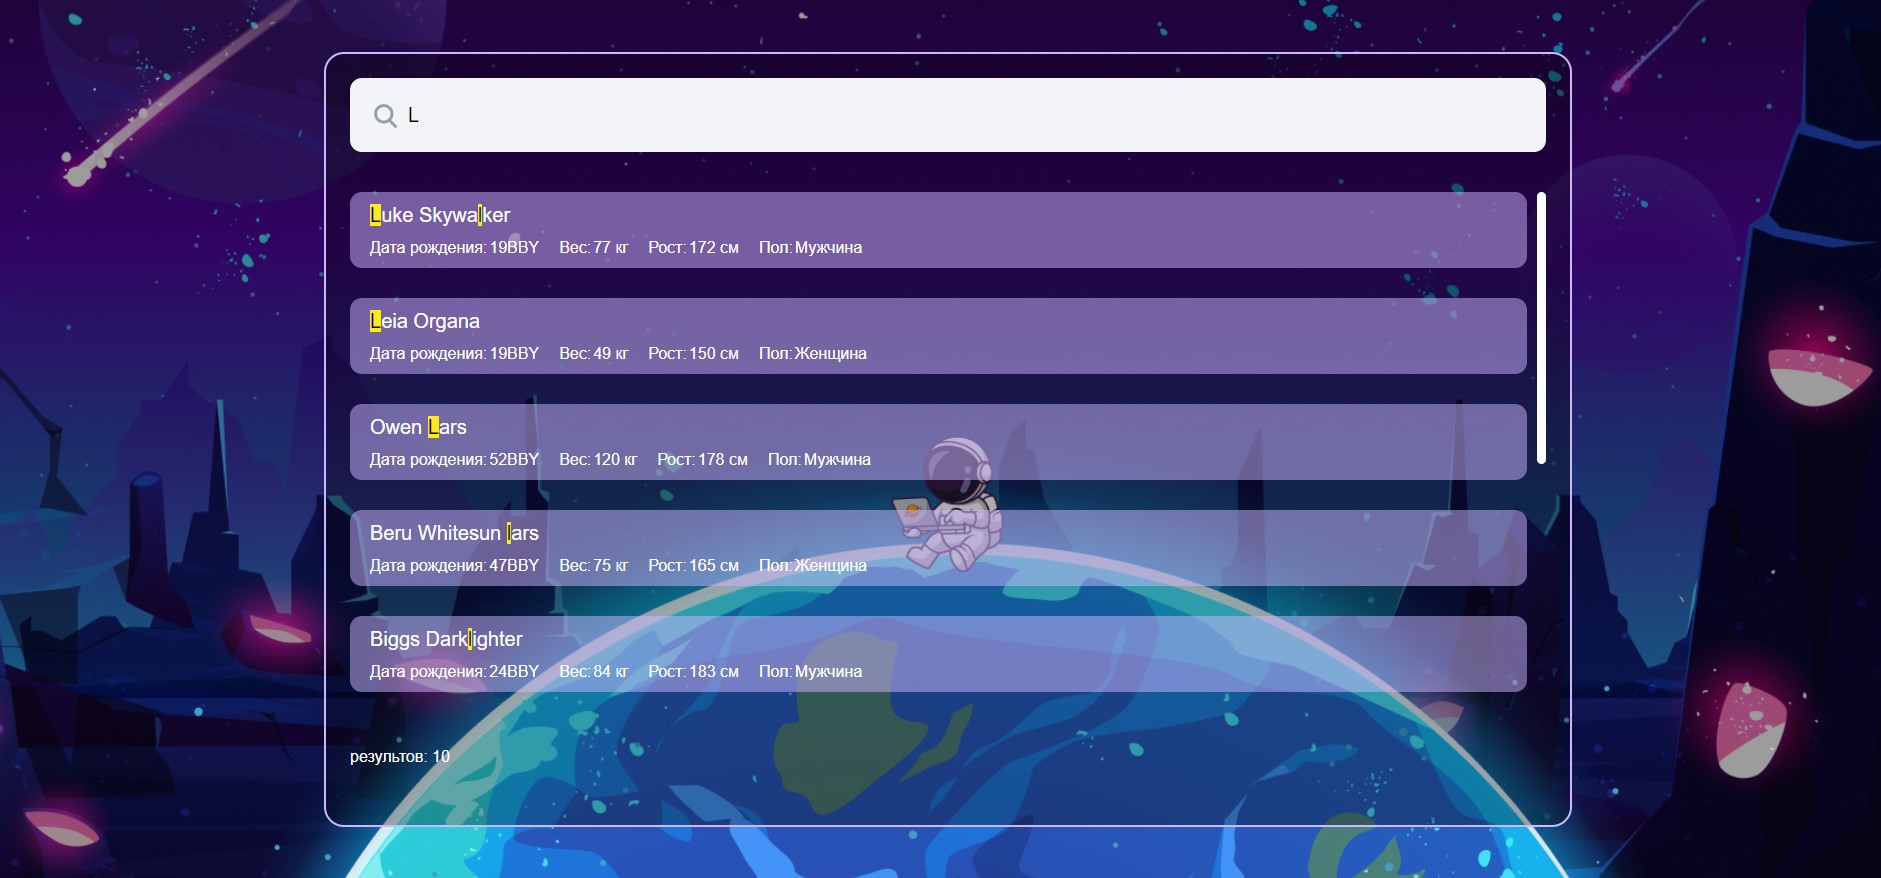 L
Luke Skywalker
Дата рождения: 19BBY Вес: 77 кг Рост: 172 см Пол: Мужчина
Leia Organa
Дата рождения: 19BBY Вес: 49 кг Рост: 150 см Пол: Женщина
Owen Lars
Дата рождения: 52BBY Вес: 120 кг Рост: 178 см Пол: Мужчина
Beru Whitesun lars
Дата рождения: 47BBY Вес: 75 кг Рост: 165 см Пол: Женщина
Biggs Darklighter
Дата рождения: 24BBY Вес: 84 кг Рост: 183 см Пол: Мужчина
результов: 10